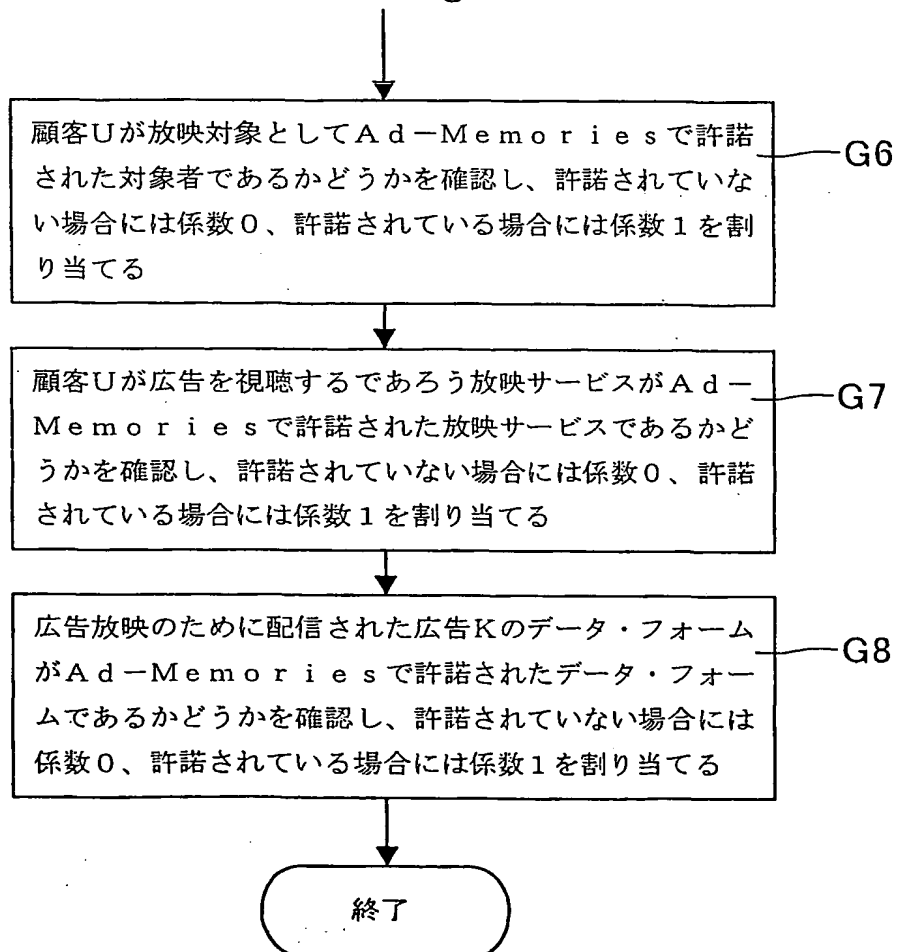 顧客Uが放映対象としてAd－Memoriesで許諾
された対象者であるかどうかを確認し、許諾されていな
い場合には係数0、許諾されている場合には係数1を割
り当てる
G6
顧客Uが広告を視聴するであろう放映サービスがAd－
Memoriesで許諾された放映サービスであるかど
うかを確認し、許諾されていない場合には係数0、許諾
されている場合には係数1を割り当てる
G7
広告放映のために配信された広告Kのデータ・フォーム
がAd－Memoriesで許諾されたデータ・フォー
ムであるかどうかを確認し、許諾されていない場合には
係数0、許諾されている場合には係数1を割り当てる
G8
終了